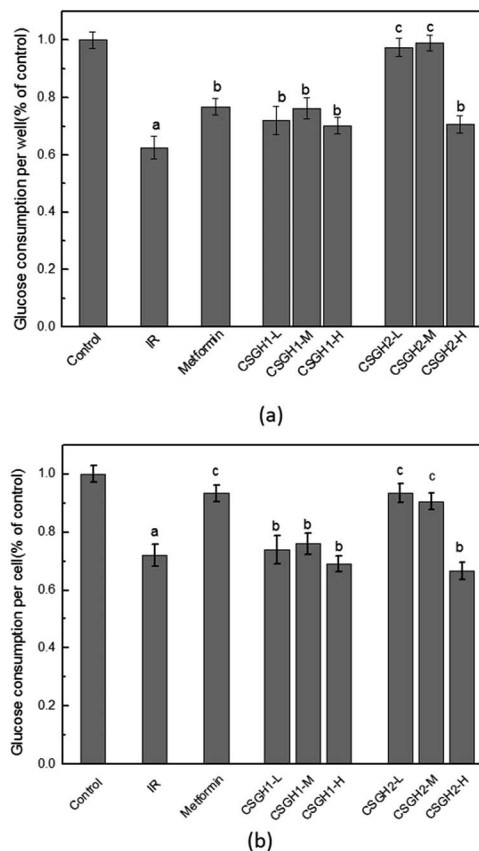 Glucose consumption per well(% of control)
1.0
0.8
0.6
0.4
0.2
0.0
a
b
b
b
b
c
c
b
Control
IR
Metformin
CSGH1-L
CSGH1-M
CSGH1-H
CSGH2-L
CSGH2-M
CSGH2-H
(a)
Glucose consumption per cell(% of control)
1.0
0.8
0.6
0.4
0.2
0.0
a
c
b
b
b
c
c
b
Control
IR
Metformin
CSGH1-L
CSGH1-M
CSGH1-H
CSGH2-L
CSGH2-M
CSGH2-H
(b)